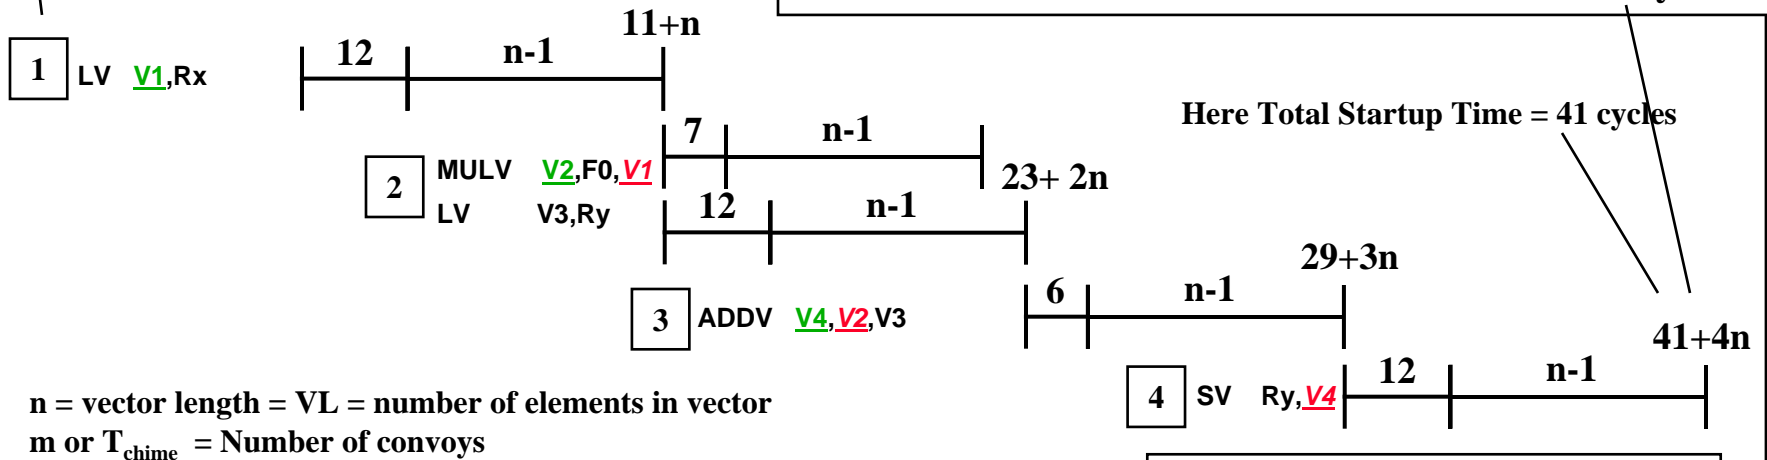 11+n
1 LV V1,Rx 12 n-1
Here Total Startup Time = 41 cycles
7 n-1
2 MULV V2,F0,V1
23+ 2n
LV V3,Ry 12 n-1
29+3n
6 n-1
3 ADDV V4,V2,V3
41+4n
12 n-1
4 SV Ry,V4
n = vector length = VL = number of elements in vector
m or Tchime = Number of convoys